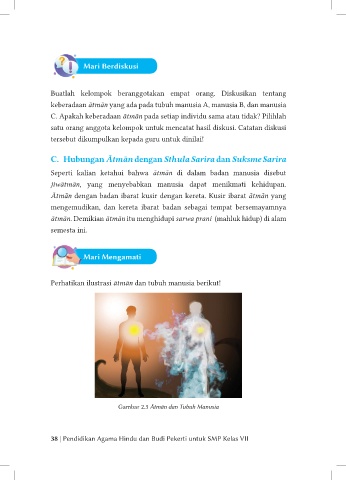 Mari Berdiskusi
Buatlah kelompok beranggotakan empat orang. Diskusikan tentang
keberadaan ātmān yang ada pada tubuh manusia A, manusia B, dan manusia
C. Apakah keberadaan ātmān pada setiap individu sama atau tidak? Pilihlah
satu orang anggota kelompok untuk mencatat hasil diskusi. Catatan diskusi
tersebut dikumpulkan kepada guru untuk dinilai!
C. Hubungan Ātmān dengan Sthula Sarira dan Suksme Sarira
Seperti kalian ketahui bahwa ātmān di dalam badan manusia disebut
jiwātmān, yang menyebabkan manusia dapat menikmati kehidupan.
Ātmān dengan badan ibarat kusir dengan kereta. Kusir ibarat ātmān yang
mengemudikan, dan kereta ibarat badan sebagai tempat bersemayamnya
ātmān. Demikian ātmān itu menghidupi sarwa prani (mahluk hidup) di alam
semesta ini.
Mari Mengamati
Perhatikan ilustrasi ātmān dan tubuh manusia berikut!
Gambar 2.5 Ātmān dan Tubuh Manusia
38 | Pendidikan Agama Hindu dan Budi Pekerti untuk SMP Kelas VII